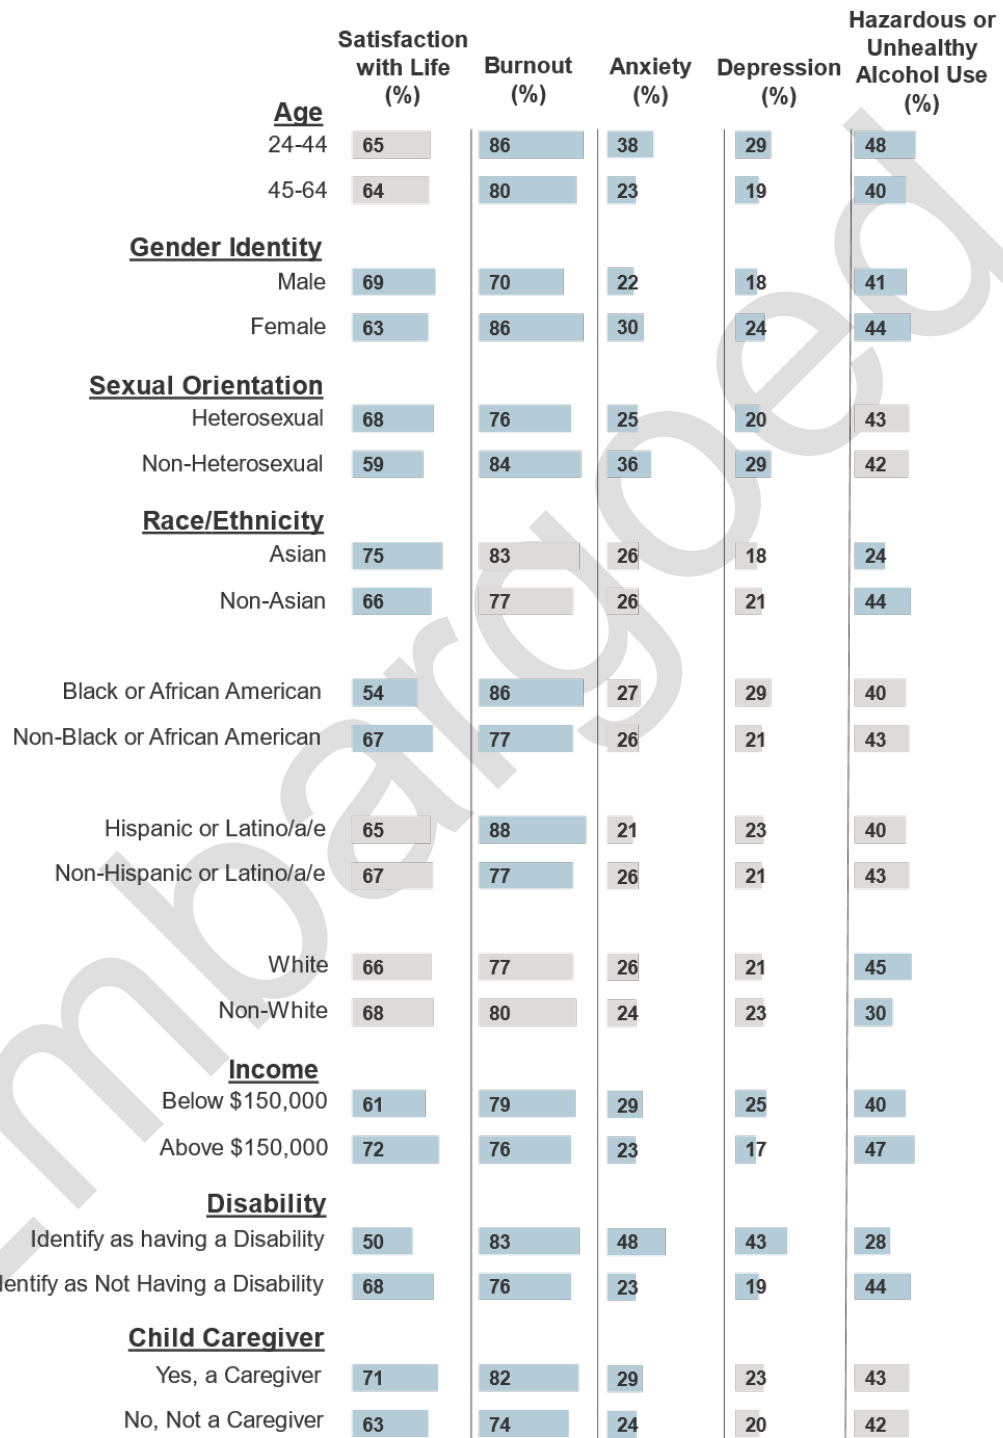 Satisfaction with Life (%) Burnout (%) Anxiety (%) Depression (%) Hazardous or Unhealthy Alcohol Use (%)
Age
24-44 65 86 38 29 48
45-64 64 80 23 19 40
Gender Identity
Male 69 70 22 18 41
Female 63 86 30 24 44
Sexual Orientation
Heterosexual 68 76 25 20 43
Non-Heterosexual 59 84 36 29 42
Race/Ethnicity
Asian 75 83 26 18 24
Non-Asian 66 77 26 21 44
Black or African American 54 86 27 29 40
Non-Black or African American 67 77 26 21 43
Hispanic or Latino/a/e 65 88 21 23 40
Non-Hispanic or Latino/a/e 67 77 26 21 43
White 66 77 26 21 45
Non-White 68 80 24 23 30
Income
Below $150,000 61 79 29 25 40
Above $150,000 72 76 23 17 47
Disability
Identify as having a Disability 50 83 48 43 28
dentify as Not Having a Disability 68 76 23 19 44
Child Caregiver
Yes, a Caregiver 71 82 29 23 43
No, Not a Caregiver 63 74 24 20 42
Embargoed